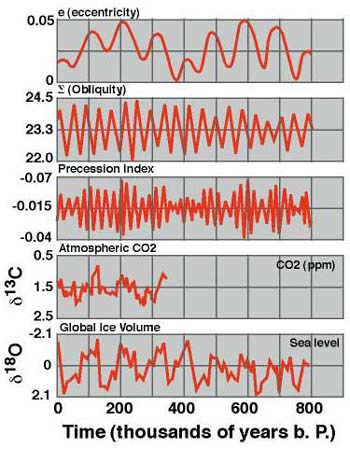 e (eccentricity)
0.05
0
Σ (Obliquity)
24.5
23.3
22.0
Precession Index
-0.07
-0.015
-0.04
Atmospheric CO2
CO2 (ppm)
δ13C
0.5
1.5
2.5
Global Ice Volume
Sea level
δ18O
-2.1
0
2.1
0 200 400 600 800
Time (thousands of years b. P.)